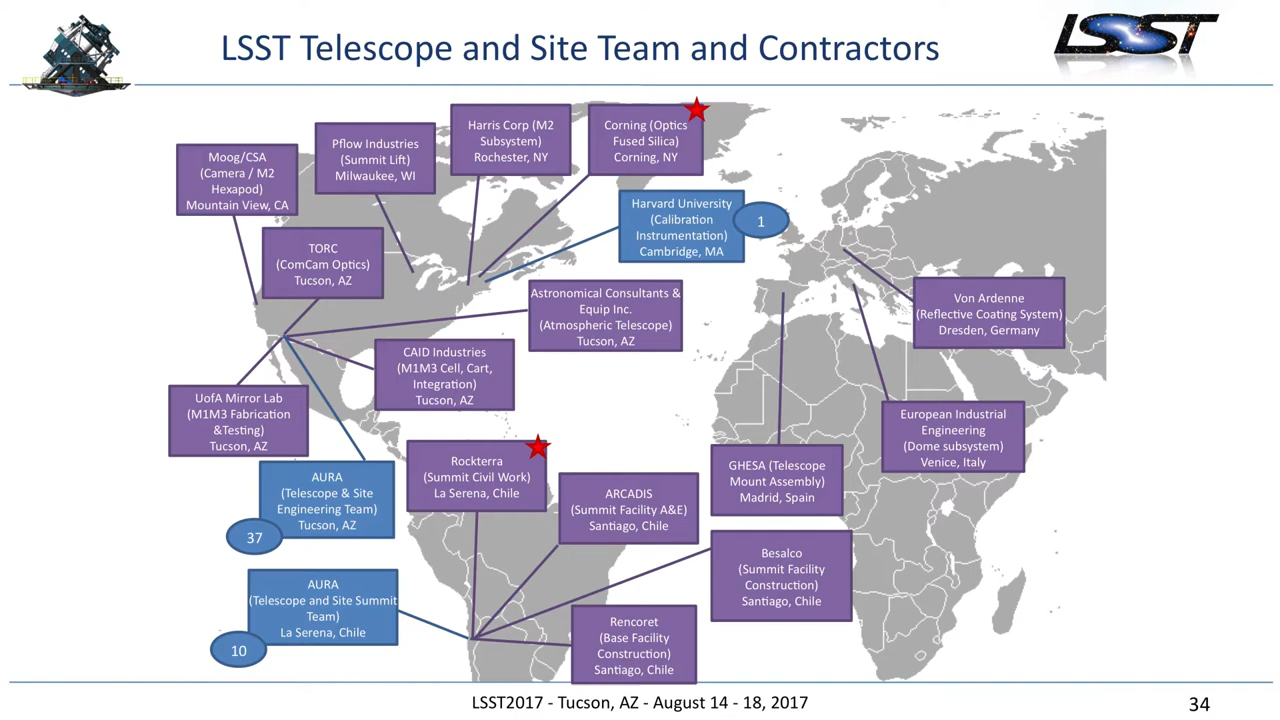 LSST Telescope and Site Team and Contractors
LSST
Moog/CSA
(Camera / M2
Hexapod)
Mountain View, CA
Pflow Industries
(Summit Lift)
Milwaukee, WI
Harris Corp (M2
Subsystem)
Rochester, NY
Corning (Optics
Fused Silica)
Corning, NY
Harvard University
(Calibration
Instrumentation)
Cambridge, MA
1
TORC
(ComCam Optics)
Tucson, AZ
Astronomical Consultants &
Equip Inc.
(Atmospheric Telescope)
Tucson, AZ
Von Ardenne
(Reflective Coating System)
Dresden, Germany
CAID Industries
(M1M3 Cell, Cart,
Integration)
Tucson, AZ
UofA Mirror Lab
(M1M3 Fabrication
&Testing)
Tucson, AZ
European Industrial
Engineering
(Dome subsystem)
Venice, Italy
Rockterra
(Summit Civil Work)
La Serena, Chile
GHESA (Telescope
Mount Assembly)
Madrid, Spain
AURA
(Telescope & Site
Engineering Team)
Tucson, AZ
37
ARCADIS
(Summit Facility A&E)
Santiago, Chile
Besalco
(Summit Facility
Construction)
Santiago, Chile
AURA
(Telescope and Site Summit
Team)
La Serena, Chile
10
Rencoret
(Base Facility
Construction)
Santiago, Chile
LSST2017 - Tucson, AZ - August 14 - 18, 2017
34